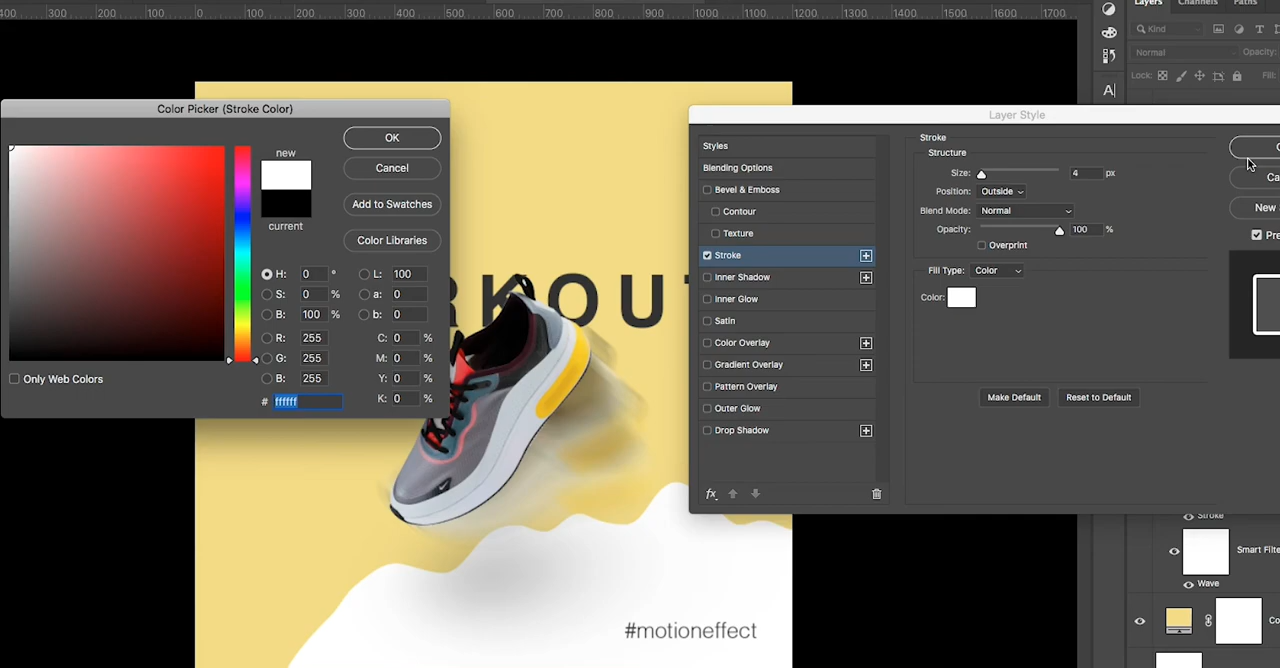 400 300 200 100 0 100 200 300 400 500 600 700 800 900 1000 1100 1200 1300 1400 1500 1600 1700
Layers Channels Paths
Kind
Normal Opacity:
Lock: Fill:
Color Picker (Stroke Color)
new
current
OK
Cancel
Add to Swatches
Color Libraries
H: 0 °
S: 0 %
B: 100 %
R: 255
G: 255
B: 255
# ffffff
L: 100
a: 0
b: 0
C: 0 %
M: 0 %
Y: 0 %
K: 0 %
Only Web Colors
RKOUT
#motioneffect
Layer Style
Styles
Blending Options
Bevel & Emboss
Contour
Texture
Stroke
Inner Shadow
Inner Glow
Satin
Color Overlay
Gradient Overlay
Pattern Overlay
Outer Glow
Drop Shadow
fx
Stroke
Structure
Size: 4 px
Position: Outside
Blend Mode: Normal
Opacity: 100 %
Overprint
Fill Type: Color
Color:
Make Default
Reset to Default
Ca
New
Pre
Stroke
Smart Filte
Wave
Co